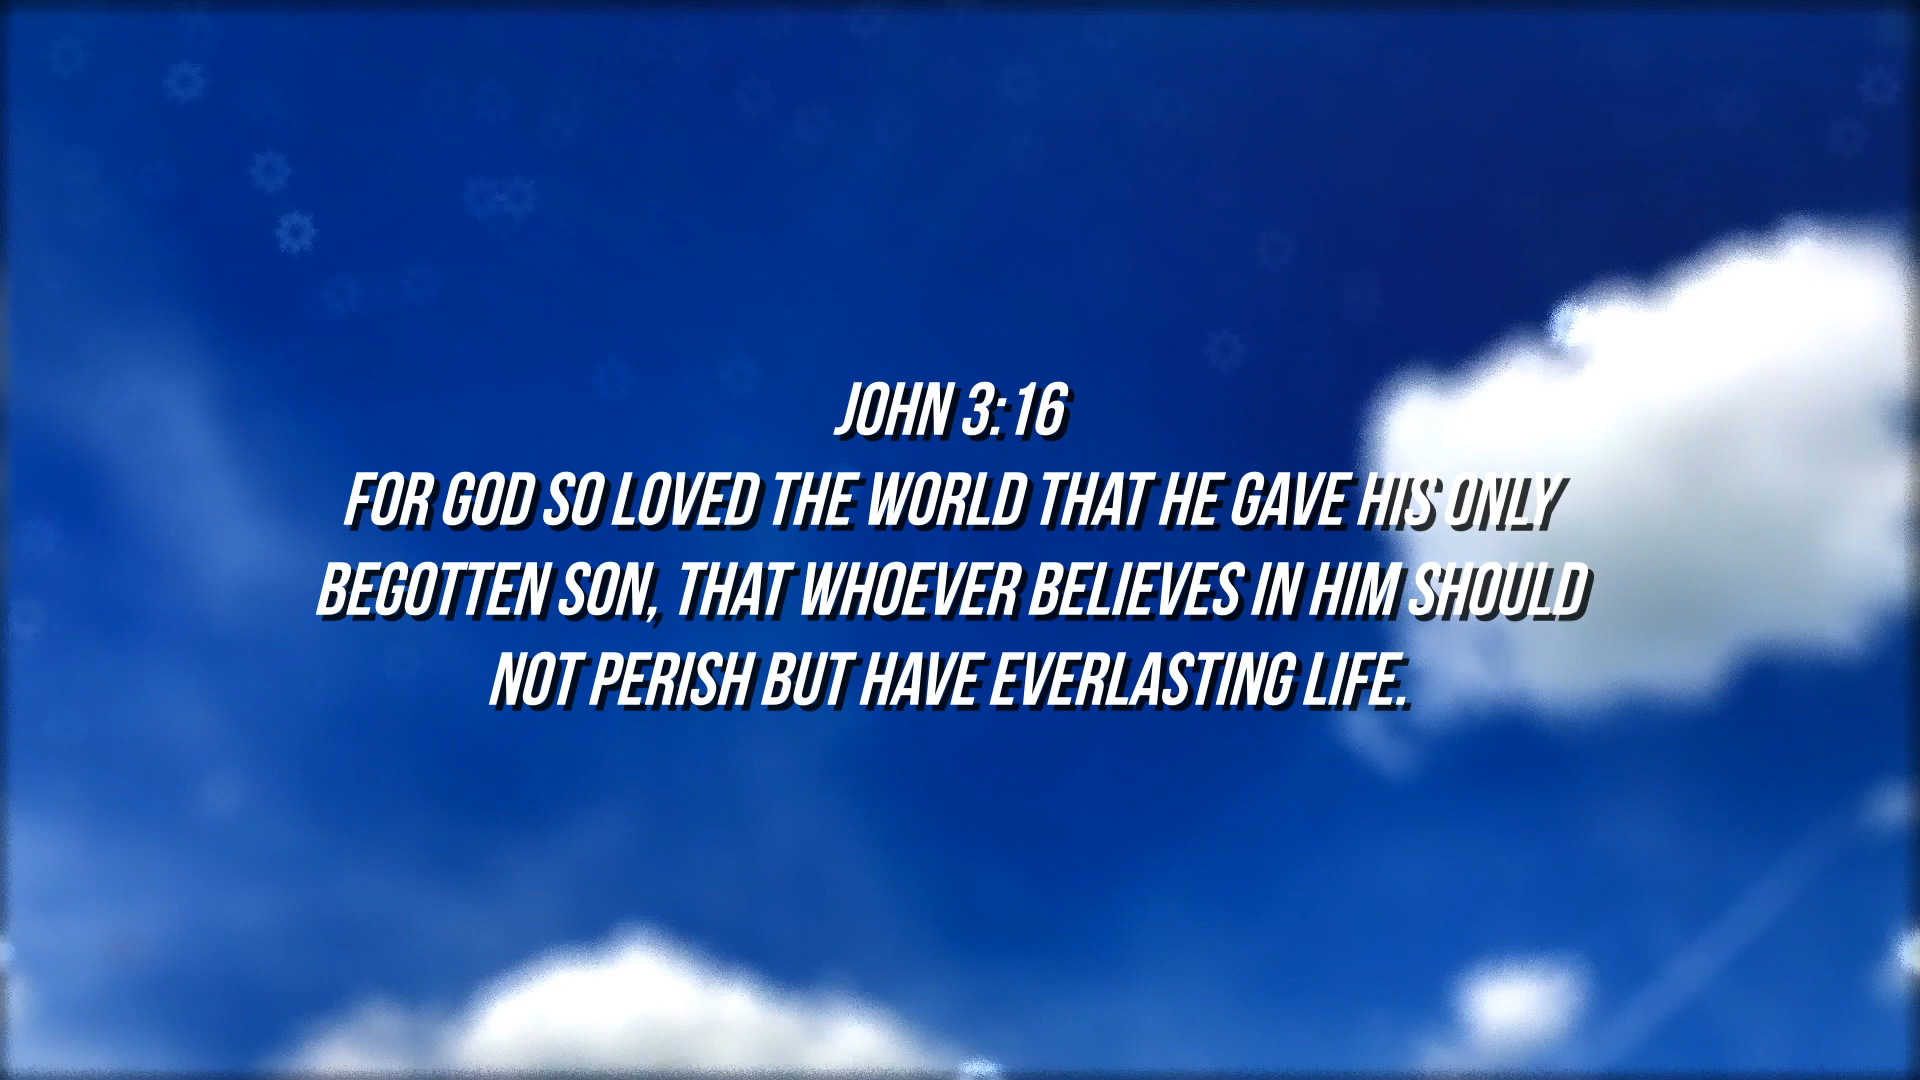 JOHN 3:16
FOR GOD SO LOVED THE WORLD THAT HE GAVE HIS ONLY
BEGOTTEN SON, THAT WHOEVER BELIEVES IN HIM SHOULD
NOT PERISH BUT HAVE EVERLASTING LIFE.